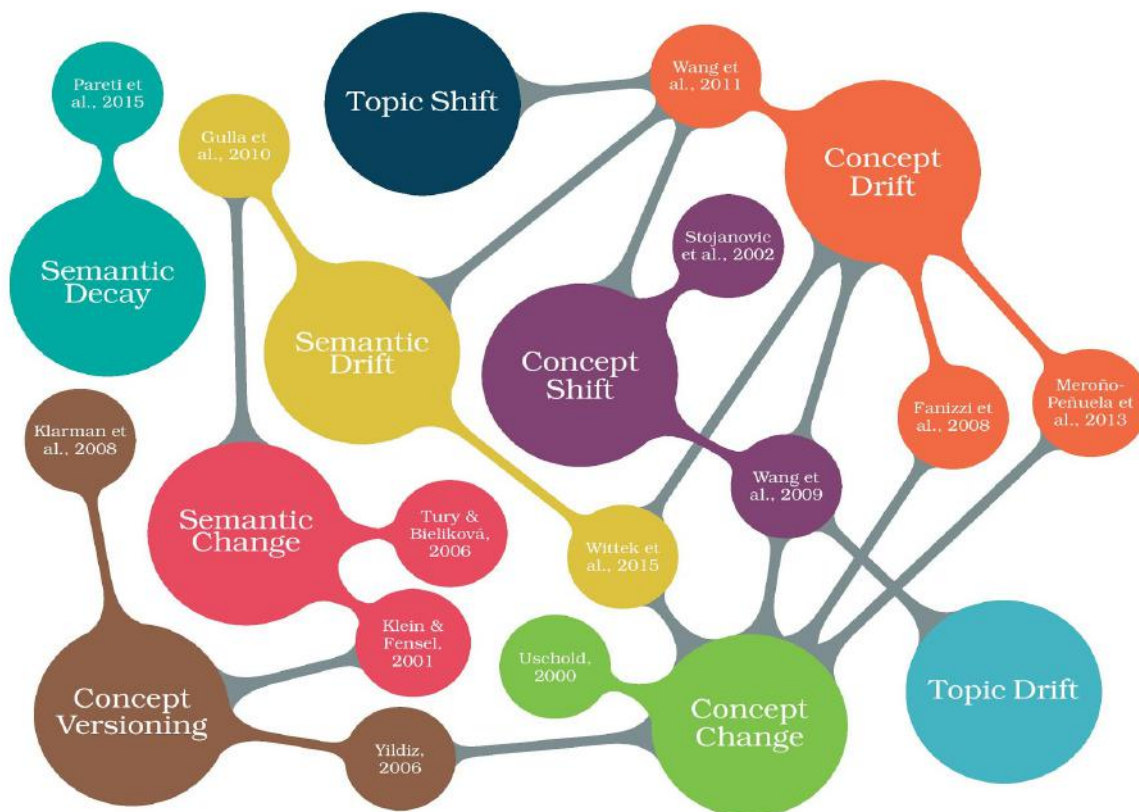 Pareti et
al., 2015
Topic Shift
Wang et
al., 2011
Gulla et
al., 2010
Concept
Drift
Semantic
Decay
Stojanovic
et al., 2002
Semantic
Drift
Concept
Shift
Klarman et
al., 2008
Fanizzi et
al., 2008
Meroño-
Peñuela et
al., 2013
Wang et
al., 2009
Semantic
Change
Tury &
Bieliková,
2006
Wittek et
al., 2015
Klein &
Fensel,
2001
Uschold,
2000
Concept
Versioning
Concept
Change
Topic Drift
Yildiz,
2006